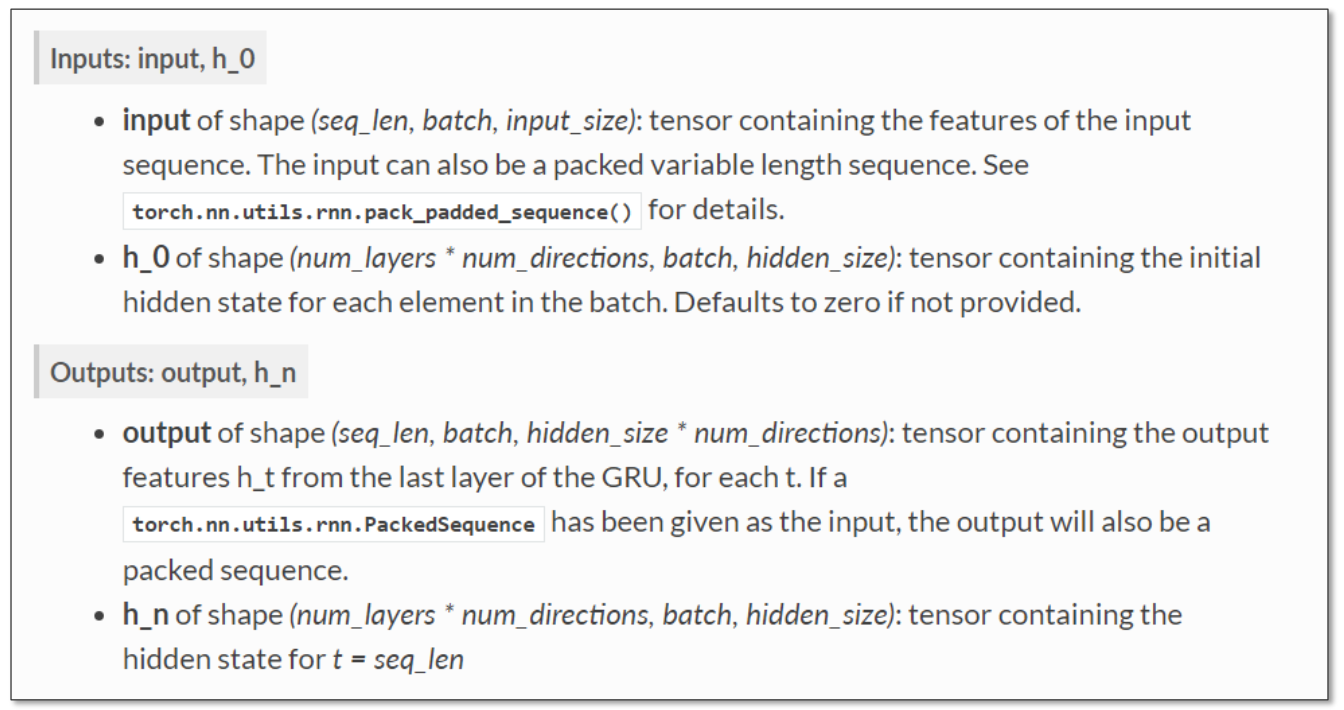 Inputs: input, h_0
• input of shape (seq_len, batch, input_size): tensor containing the features of the input
sequence. The input can also be a packed variable length sequence. See
torch.nn.utils.rnn.pack_padded_sequence() for details.
• h_0 of shape (num_layers * num_directions, batch, hidden_size): tensor containing the initial
hidden state for each element in the batch. Defaults to zero if not provided.
Outputs: output, h_n
• output of shape (seq_len, batch, hidden_size * num_directions): tensor containing the output
features h_t from the last layer of the GRU, for each t. If a
torch.nn.utils.rnn.PackedSequence has been given as the input, the output will also be a
packed sequence.
• h_n of shape (num_layers * num_directions, batch, hidden_size): tensor containing the
hidden state for t = seq_len